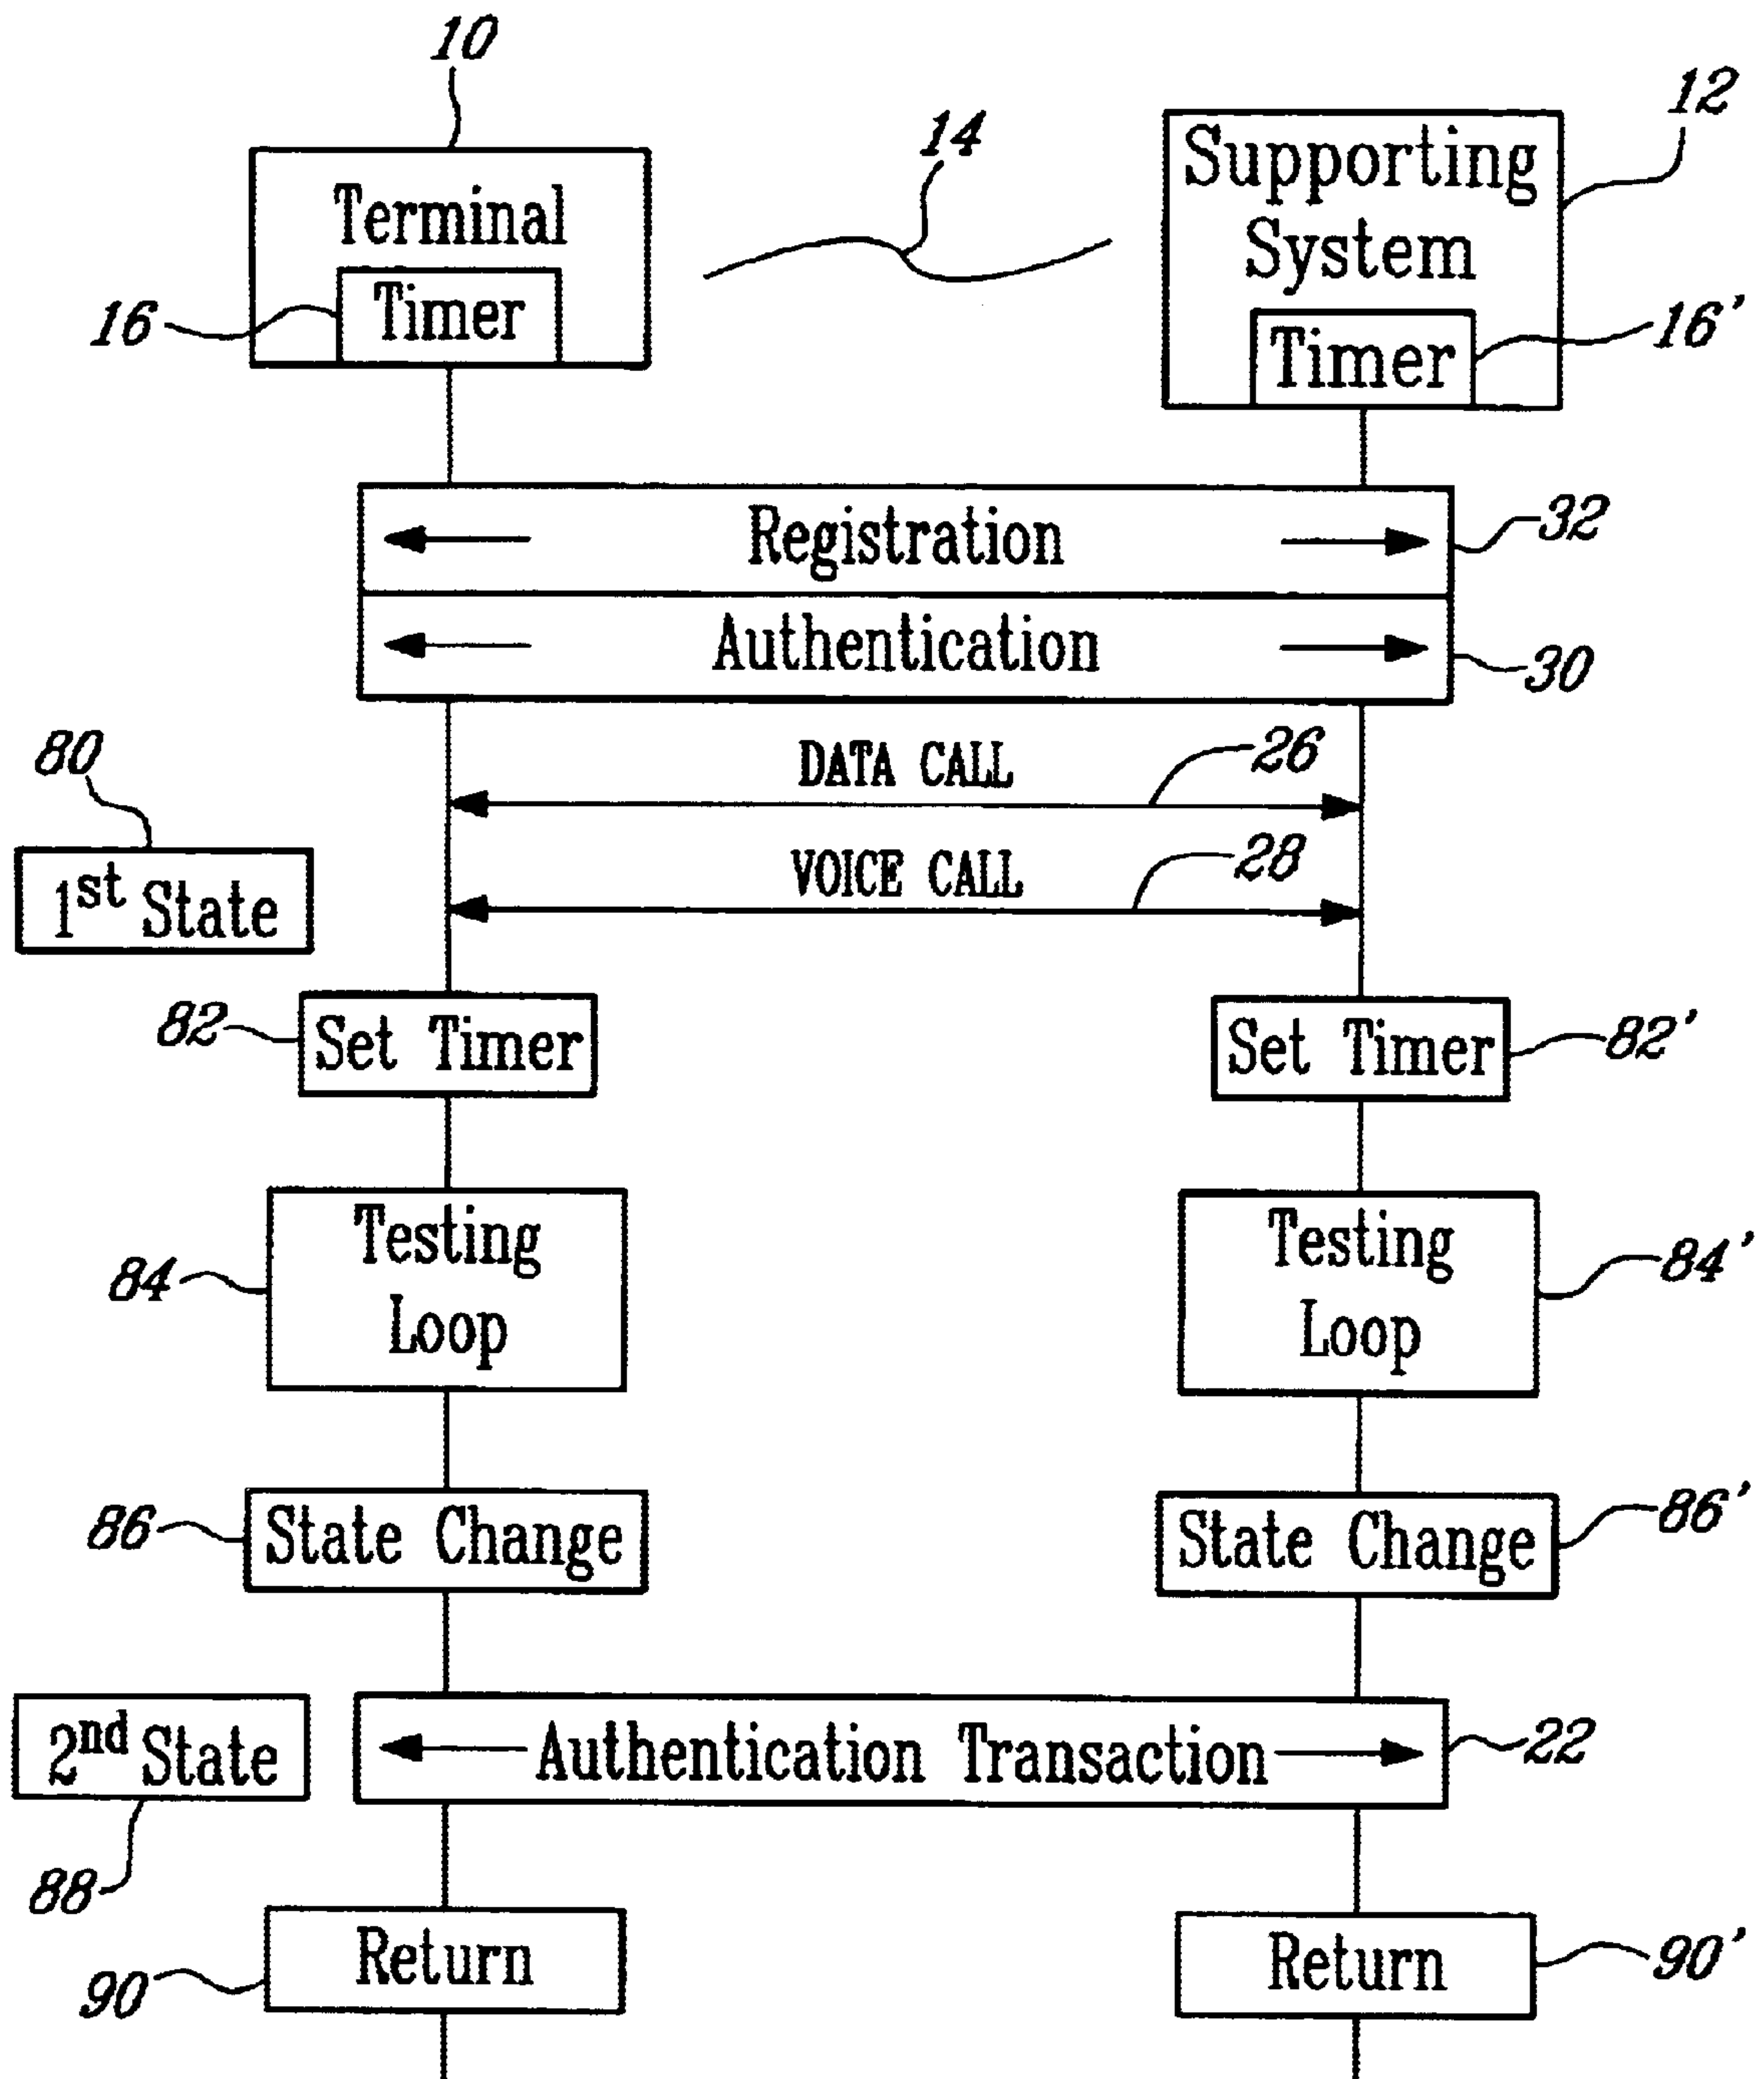 10
12
14
Terminal
Supporting
System
16
Timer
Timer
16'
Registration
32
Authentication
30
80
DATA CALL
26
VOICE CALL
28
1st State
82
Set Timer
Set Timer
82'
84
Testing
Loop
Testing
Loop
84'
86
State Change
State Change
86'
2nd State
Authentication Transaction
22
88
90
Return
Return
90'